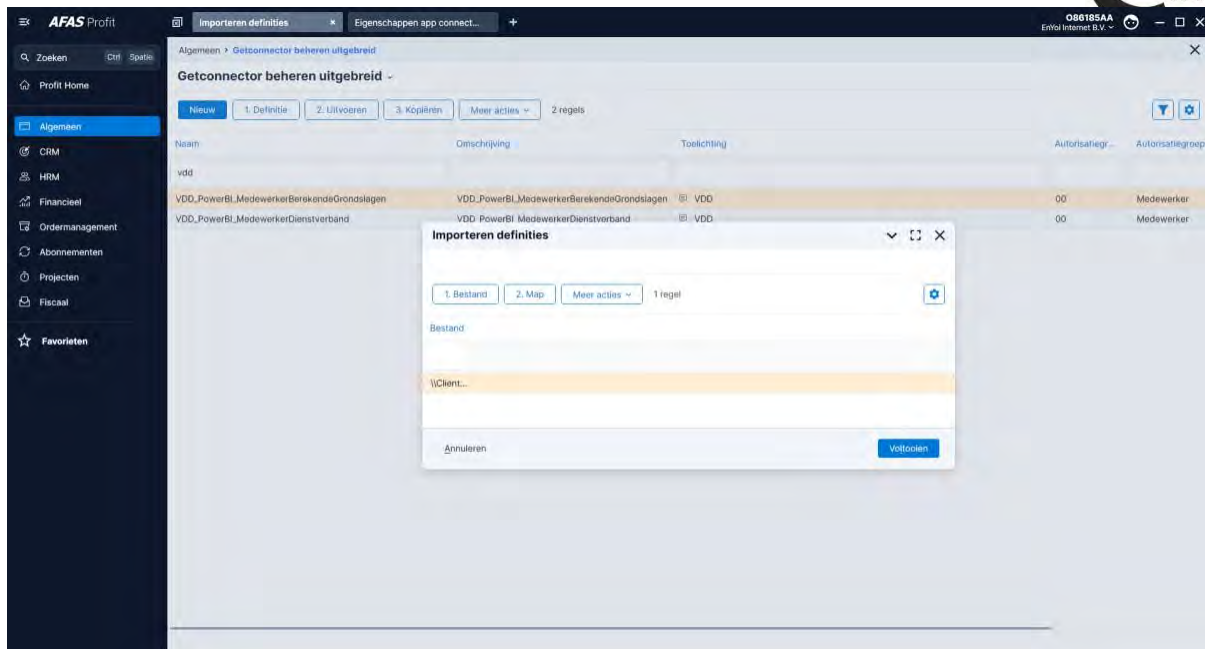 AFAS Profit
Importeren definities
Eigenschappen app connect...
O86185AA
EnYoi Internet B.V.
Zoeken Ctrl Spatie
Algemeen > Getconnector beheren uitgebreid
Profit Home
Getconnector beheren uitgebreid
Nieuw 1. Definitie 2. Uitvoeren 3. Kopiëren Meer acties 2 regels
Algemeen
CRM
HRM
Financieel
Ordermanagement
Abonnementen
Projecten
Fiscaal
Favorieten
Naam Omschrijving Toelichting Autorisatiegr... Autorisatiegroep
vdd
VDD_PowerBI_MedewerkerBerekendeGrondslagen VDD_PowerBI_MedewerkerBerekendeGrondslagen VDD 00 Medewerker
VDD_PowerBI_MedewerkerDienstverband VDD_PowerBI_MedewerkerDienstverband VDD 00 Medewerker
Importeren definities
1. Bestand 2. Map Meer acties 1 regel
Bestand
\\Client...
Annuleren Voltooien